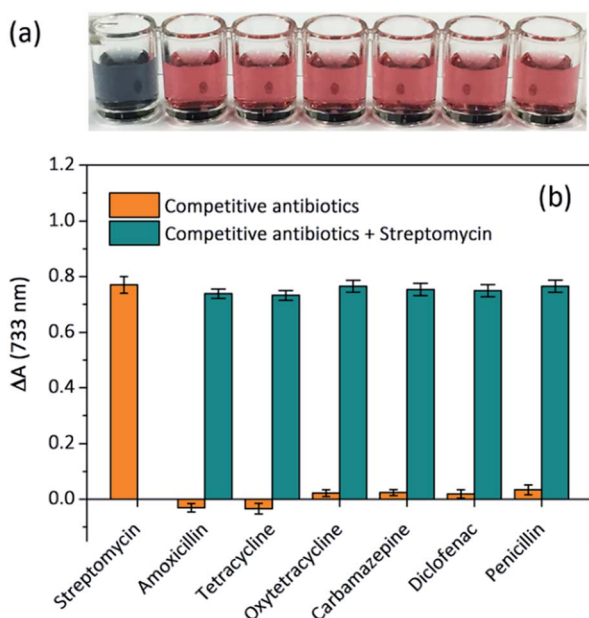 (a)
(b)
Competitive antibiotics
Competitive antibiotics + Streptomycin
1.2
1.0
0.8
0.6
0.4
0.2
0.0
ΔA (733 nm)
Streptomycin
Amoxicillin
Tetracycline
Oxytetracycline
Carbamazepine
Diclofenac
Penicillin